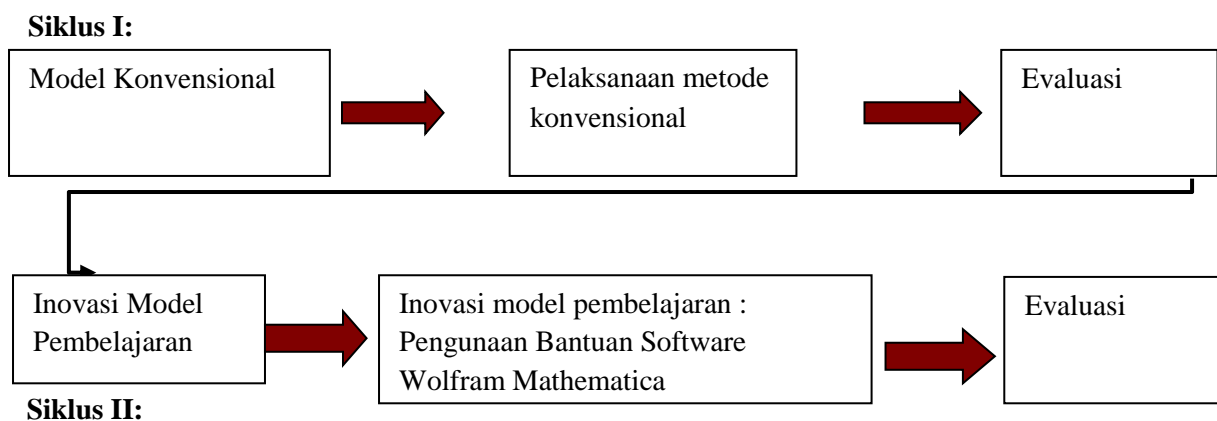 Siklus I:
Model Konvensional
Pelaksanaan metode
konvensional
Evaluasi
Inovasi Model
Pembelajaran
Inovasi model pembelajaran :
Pengunaan Bantuan Software
Wolfram Mathematica
Evaluasi
Siklus II: